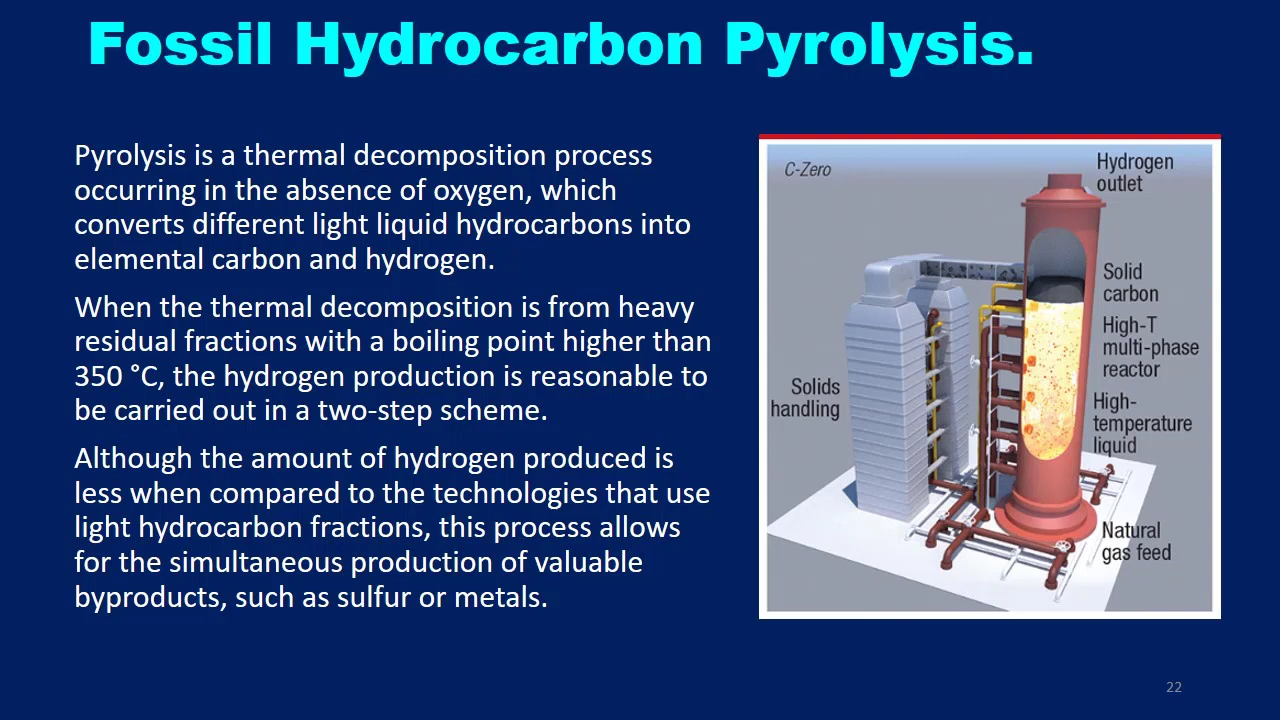 Fossil Hydrocarbon Pyrolysis.
Pyrolysis is a thermal decomposition process
occurring in the absence of oxygen, which
converts different light liquid hydrocarbons into
elemental carbon and hydrogen.
When the thermal decomposition is from heavy
residual fractions with a boiling point higher than
350 °C, the hydrogen production is reasonable to
be carried out in a two-step scheme.
Although the amount of hydrogen produced is
less when compared to the technologies that use
light hydrocarbon fractions, this process allows
for the simultaneous production of valuable
byproducts, such as sulfur or metals.
C-Zero
Hydrogen
outlet
Solid
carbon
High-T
multi-phase
reactor
Solids
handling
High-
temperature
liquid
Natural
gas feed
22